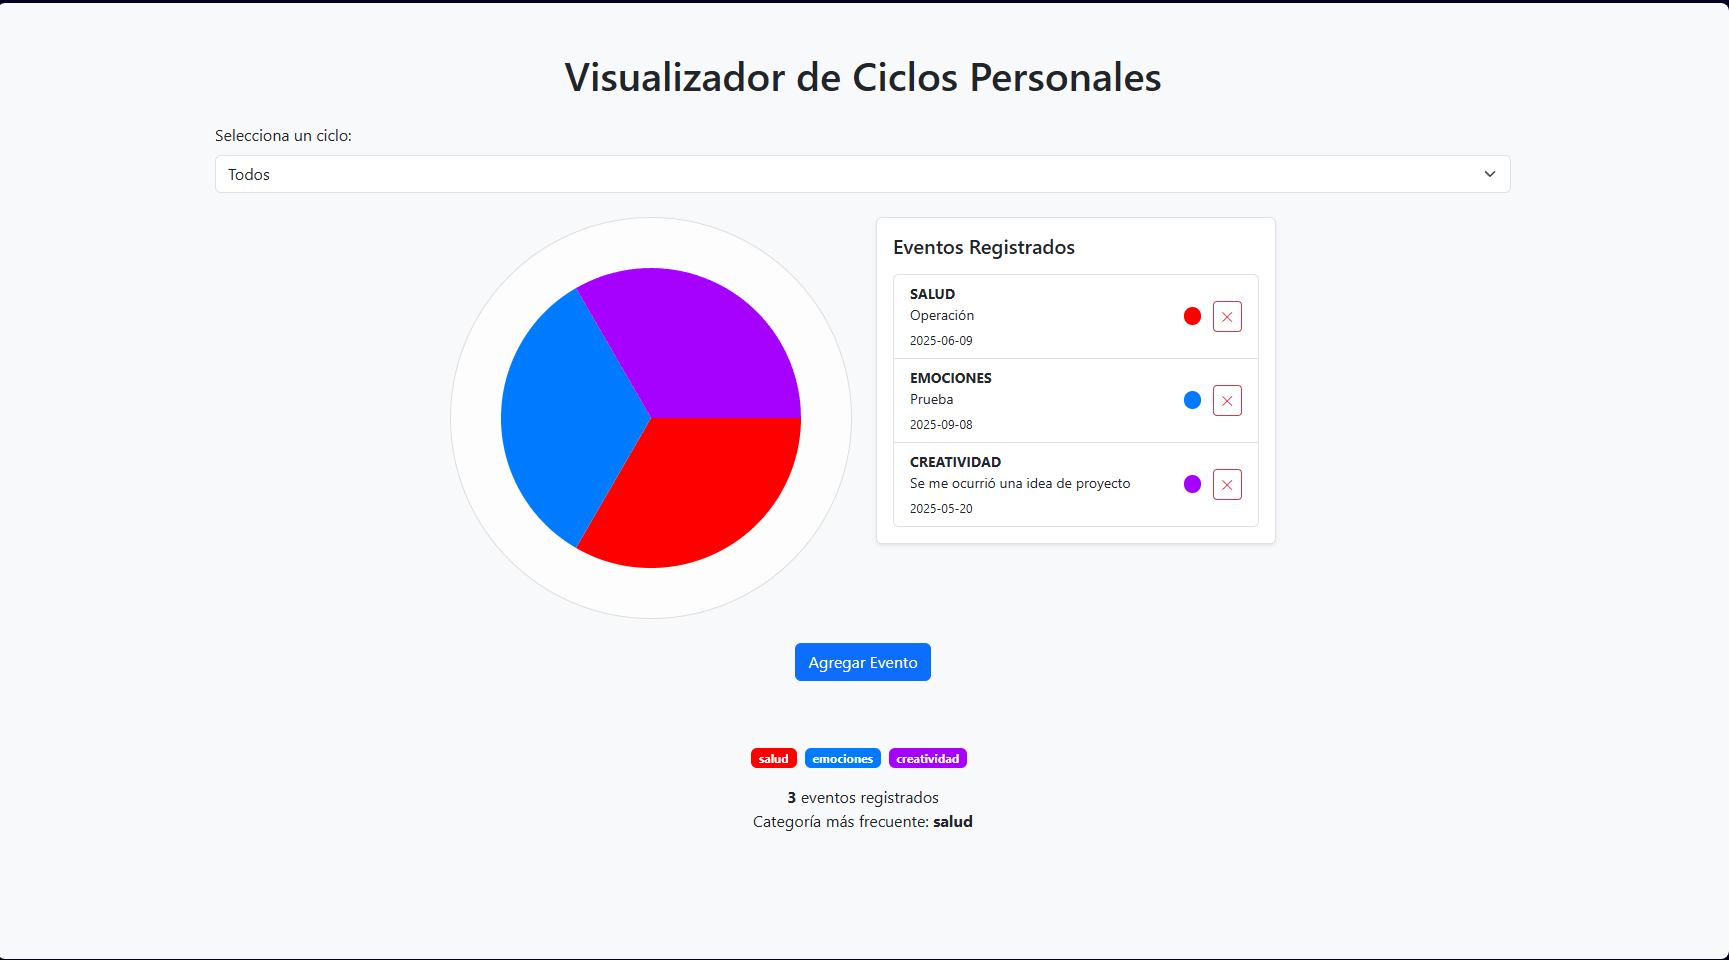 Visualizador de Ciclos Personales
Selecciona un ciclo:
Todos
Eventos Registrados
SALUD
Operación
2025-06-09
EMOCIONES
Prueba
2025-09-08
CREATIVIDAD
Se me ocurrió una idea de proyecto
2025-05-20
Agregar Evento
salud emociones creatividad
3 eventos registrados
Categoría más frecuente: salud